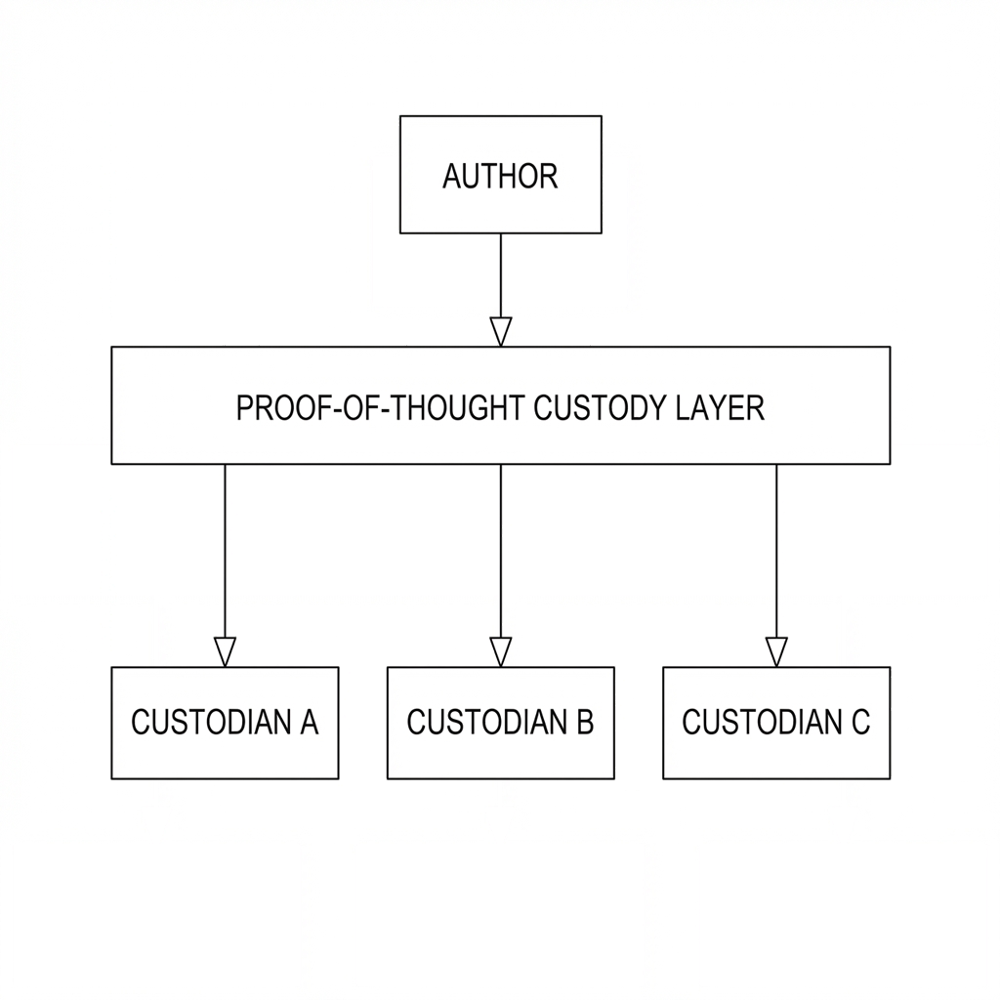 AUTHOR
PROOF-OF-THOUGHT CUSTODY LAYER
CUSTODIAN A
CUSTODIAN B
CUSTODIAN C